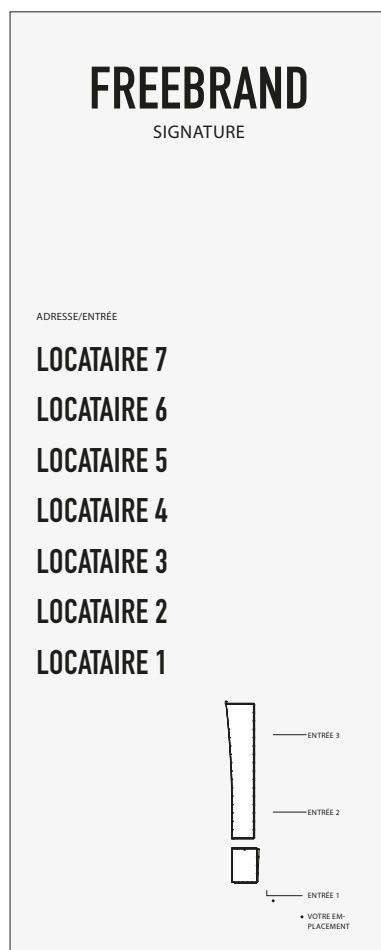 FREEBRAND
SIGNATURE
ADRESSE/ENTRÉE
LOCATAIRE 7
LOCATAIRE 6
LOCATAIRE 5
LOCATAIRE 4
LOCATAIRE 3
LOCATAIRE 2
LOCATAIRE 1
ENTRÉE 3
ENTRÉE 2
ENTRÉE 1
VOTRE EM-
PLACEMENT